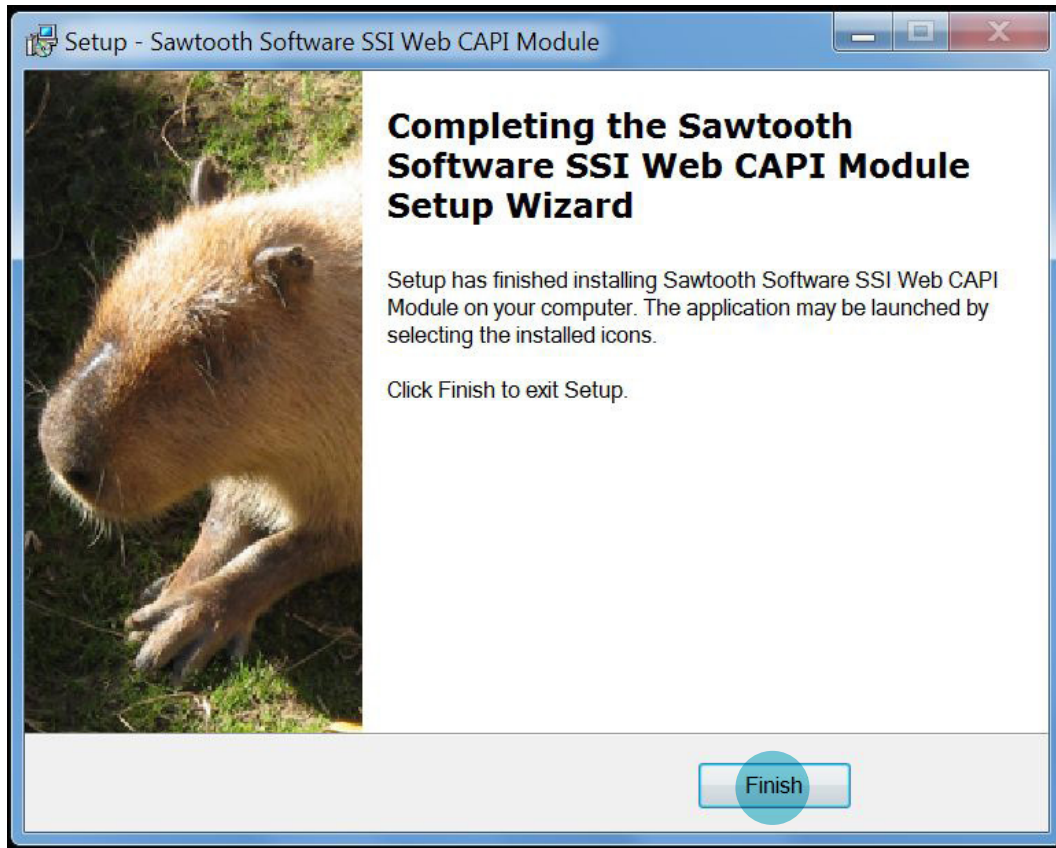 Setup - Sawtooth Software SSI Web CAPI Module
Completing the Sawtooth
Software SSI Web CAPI Module
Setup Wizard
Setup has finished installing Sawtooth Software SSI Web CAPI
Module on your computer. The application may be launched by
selecting the installed icons.
Click Finish to exit Setup.
Finish